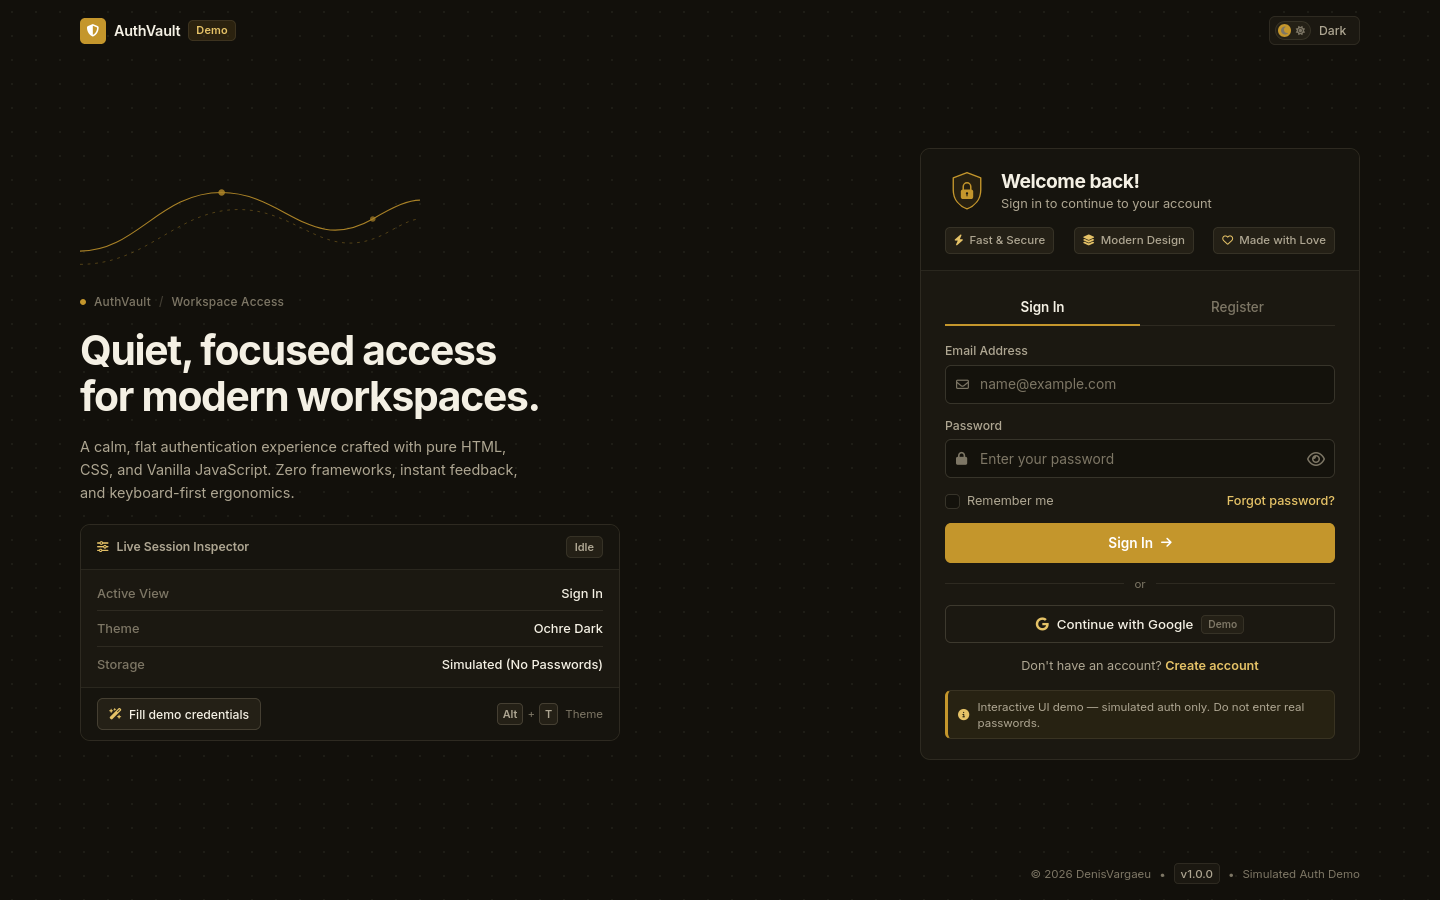 AuthVault Demo
Dark
AuthVault / Workspace Access
Quiet, focused access
for modern workspaces.
A calm, flat authentication experience crafted with pure HTML,
CSS, and Vanilla JavaScript. Zero frameworks, instant feedback,
and keyboard-first ergonomics.
Live Session Inspector Idle
Active View Sign In
Theme Ochre Dark
Storage Simulated (No Passwords)
Fill demo credentials Alt + T Theme
Welcome back!
Sign in to continue to your account
Fast & Secure Modern Design Made with Love
Sign In Register
Email Address
name@example.com
Password
Enter your password
Remember me Forgot password?
Sign In
or
Continue with Google Demo
Don't have an account? Create account
Interactive UI demo — simulated auth only. Do not enter real
passwords.
© 2026 DenisVargaeu • v1.0.0 • Simulated Auth Demo